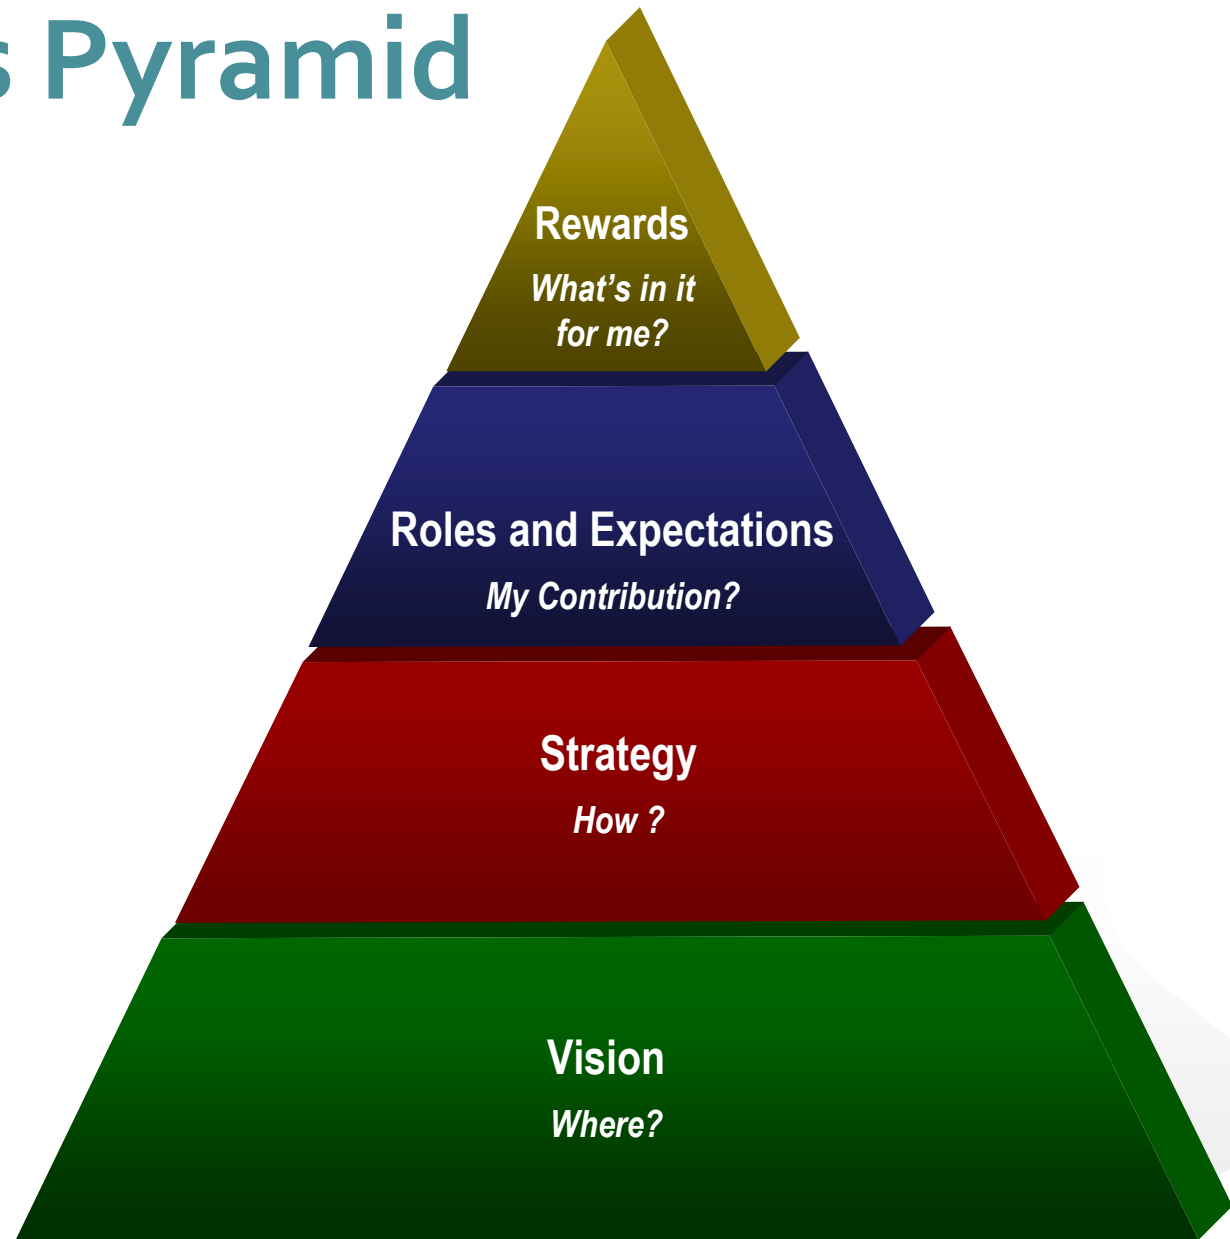 s Pyramid
Rewards
What’s in it
for me?
Roles and Expectations
My Contribution?
Strategy
How ?
Vision
Where?